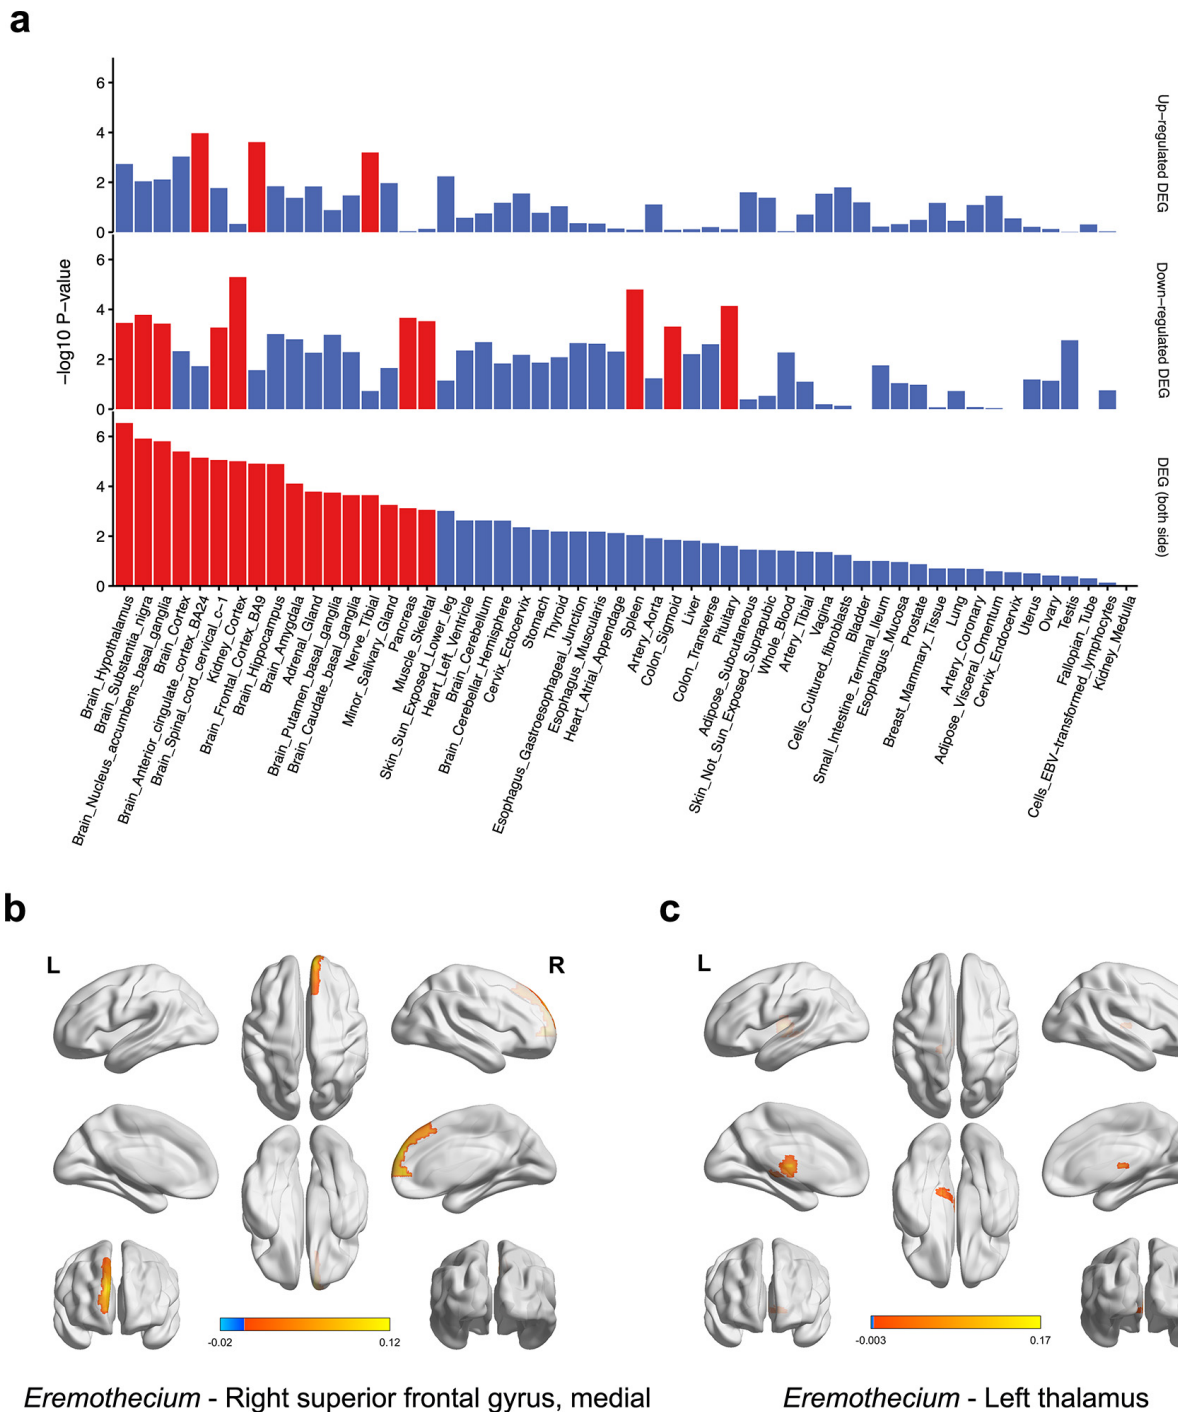 a
6
4
2
0
Up−regulated DEG
6
4
2
0
Down−regulated DEG
6
4
2
0
DEG (both side)
−log10 P−value
Brain_Hypothalamus
Brain_Substantia_nigra
Brain_Nucleus_accumbens_basal_ganglia
Brain_Cortex
Brain_Anterior_cingulate_cortex_BA24
Brain_Spinal_cord_cervical_c−1
Kidney_Cortex
Brain_Frontal_Cortex_BA9
Brain_Hippocampus
Brain_Amygdala
Adrenal_Gland
Brain_Putamen_basal_ganglia
Brain_Caudate_basal_ganglia
Nerve_Tibial
Minor_Salivary_Gland
Pancreas
Muscle_Skeletal
Skin_Sun_Exposed_Lower_leg
Heart_Left_Ventricle
Brain_Cerebellum
Brain_Cerebellar_Hemisphere
Cervix_Ectocervix
Stomach
Thyroid
Esophagus_Gastroesophageal_Junction
Esophagus_Muscularis
Heart_Atrial_Appendage
Spleen
Artery_Aorta
Colon_Sigmoid
Liver
Colon_Transverse
Pituitary
Adipose_Subcutaneous
Skin_Not_Sun_Exposed_Suprapubic
Whole_Blood
Artery_Tibial
Vagina
Cells_Cultured_fibroblasts
Bladder
Small_Intestine_Terminal_Ileum
Esophagus_Mucosa
Prostate
Breast_Mammary_Tissue
Lung
Artery_Coronary
Adipose_Visceral_Omentum
Cervix_Endocervix
Uterus
Ovary
Testis
Fallopian_Tube
Cells_EBV−transformed_lymphocytes
Kidney_Medulla
b
L
R
-0.02
0.12
Eremothecium - Right superior frontal gyrus, medial
c
L
-0.003
0.17
Eremothecium - Left thalamus